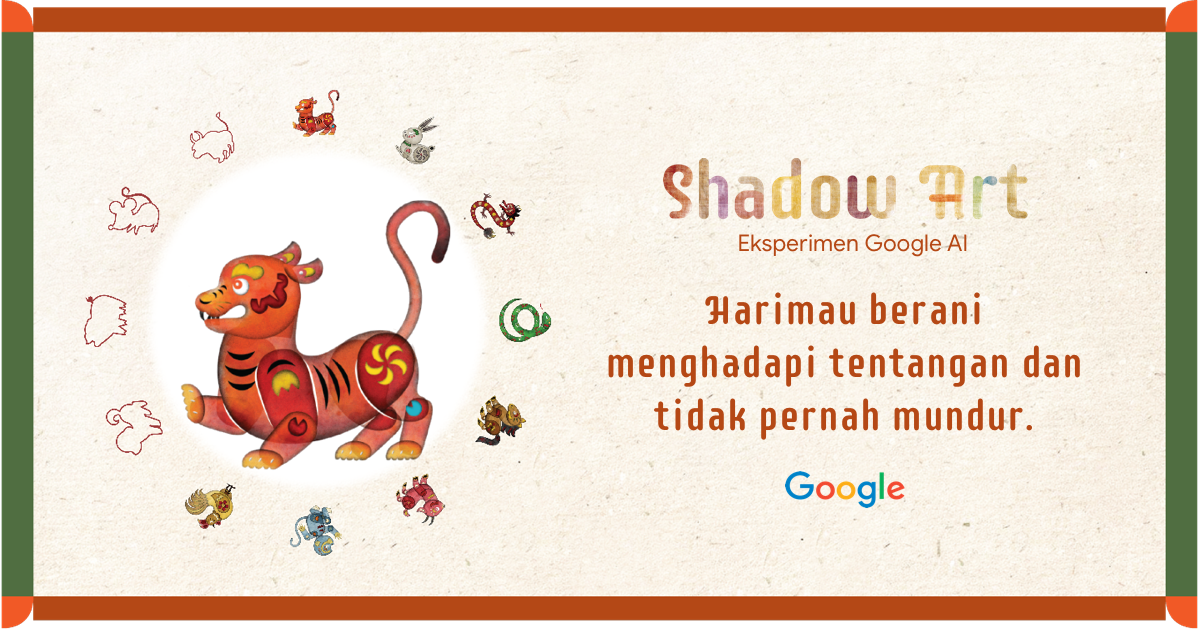 Shadow Art
Eksperimen Google AI
Harimau berani
menghadapi tentangan dan
tidak pernah mundur.
Google